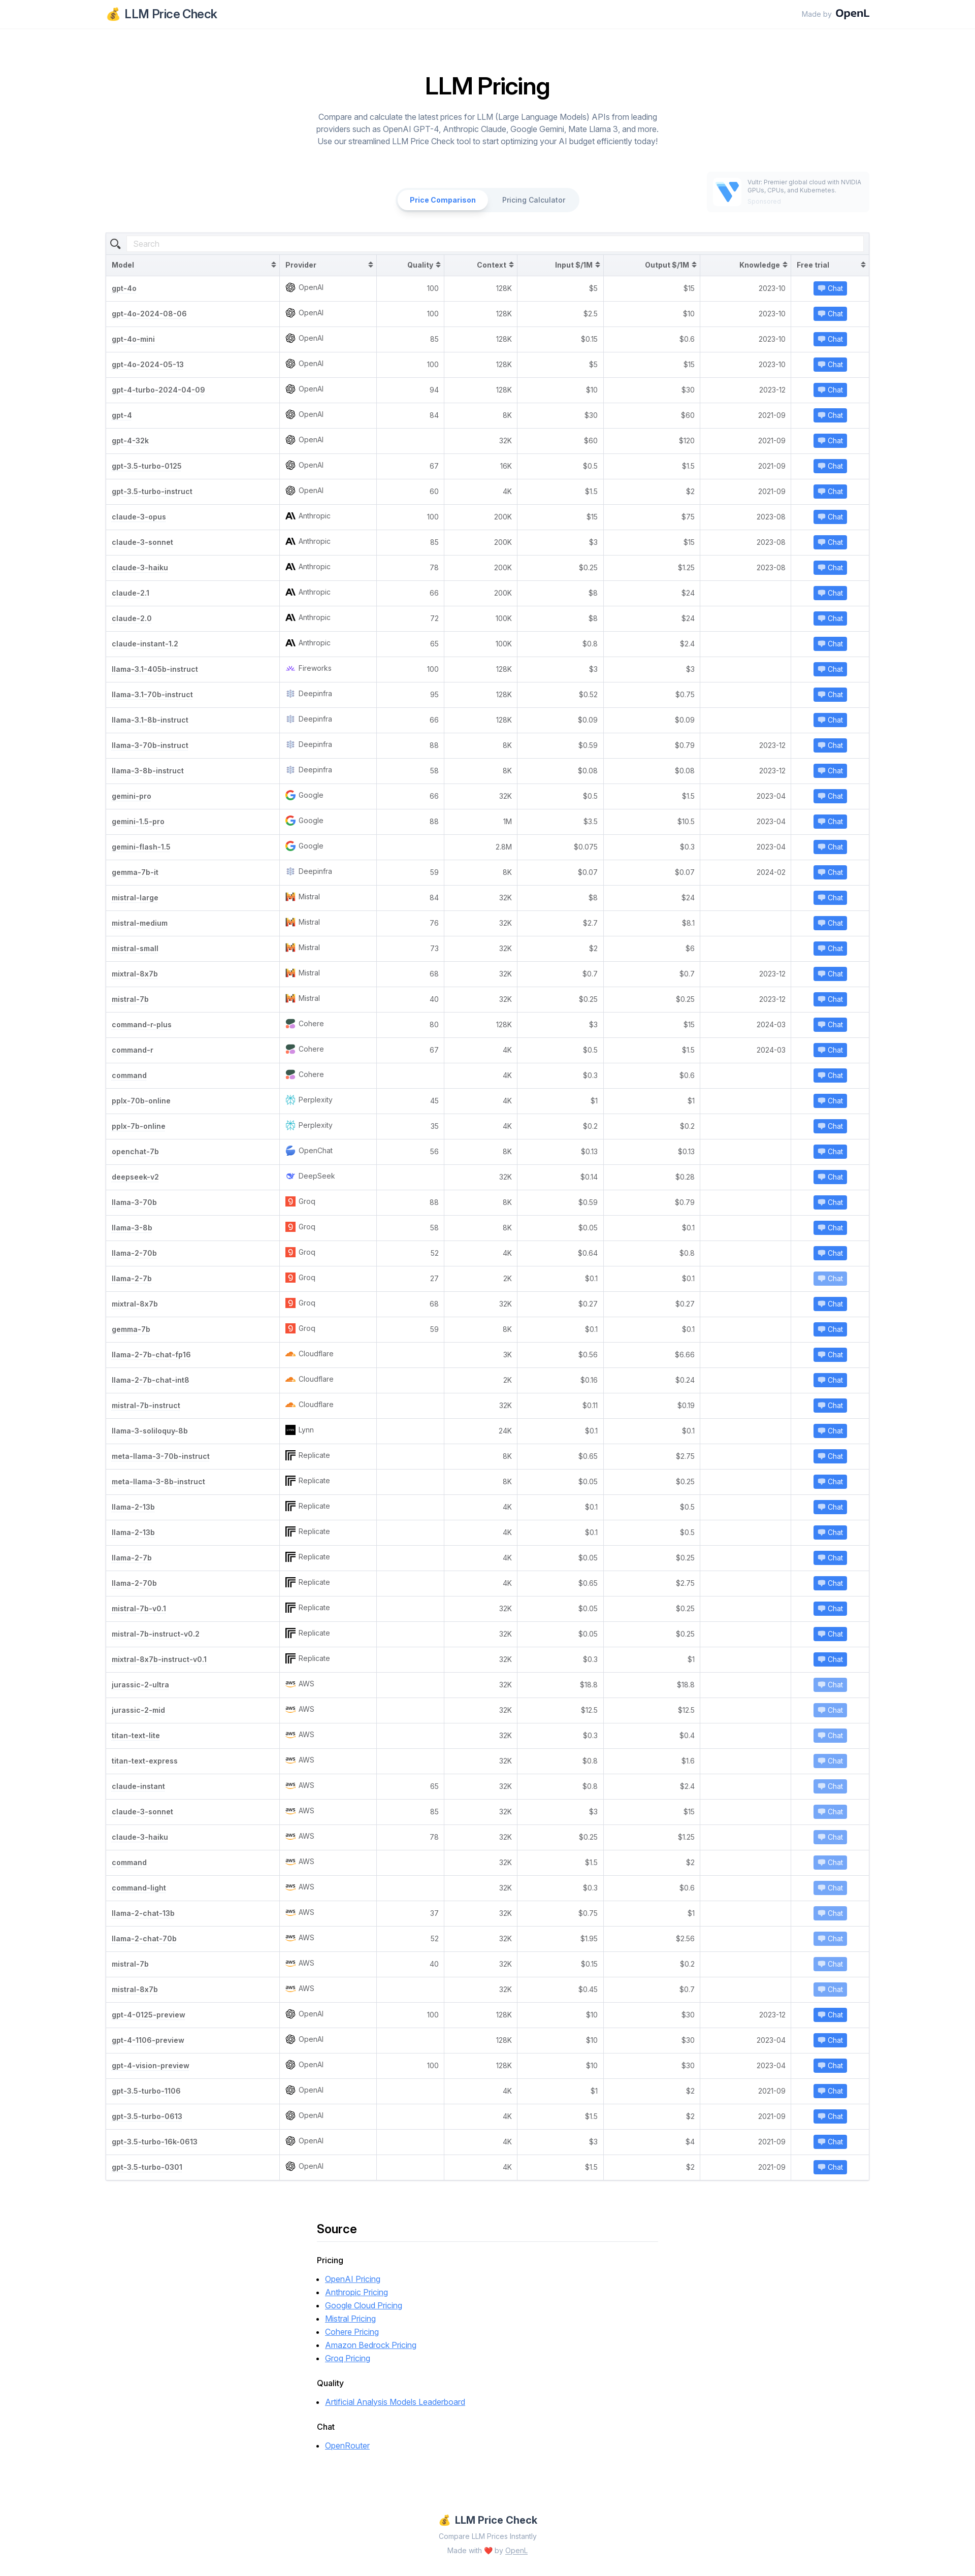 💰 LLM Price Check
Made by OpenL
LLM Pricing
Compare and calculate the latest prices for LLM (Large Language Models) APIs from leading
providers such as OpenAI GPT-4, Anthropic Claude, Google Gemini, Mate Llama 3, and more.
Use our streamlined LLM Price Check tool to start optimizing your AI budget efficiently today!
Price Comparison Pricing Calculator
Vultr: Premier global cloud with NVIDIA
GPUs, CPUs, and Kubernetes.
Sponsored
Search
Model Provider Quality Context Input $/1M Output $/1M Knowledge Free trial
gpt-4o OpenAI 100 128K $5 $15 2023-10 Chat
gpt-4o-2024-08-06 OpenAI 100 128K $2.5 $10 2023-10 Chat
gpt-4o-mini OpenAI 85 128K $0.15 $0.6 2023-10 Chat
gpt-4o-2024-05-13 OpenAI 100 128K $5 $15 2023-10 Chat
gpt-4-turbo-2024-04-09 OpenAI 94 128K $10 $30 2023-12 Chat
gpt-4 OpenAI 84 8K $30 $60 2021-09 Chat
gpt-4-32k OpenAI 32K $60 $120 2021-09 Chat
gpt-3.5-turbo-0125 OpenAI 67 16K $0.5 $1.5 2021-09 Chat
gpt-3.5-turbo-instruct OpenAI 60 4K $1.5 $2 2021-09 Chat
claude-3-opus Anthropic 100 200K $15 $75 2023-08 Chat
claude-3-sonnet Anthropic 85 200K $3 $15 2023-08 Chat
claude-3-haiku Anthropic 78 200K $0.25 $1.25 2023-08 Chat
claude-2.1 Anthropic 66 200K $8 $24 Chat
claude-2.0 Anthropic 72 100K $8 $24 Chat
claude-instant-1.2 Anthropic 65 100K $0.8 $2.4 Chat
llama-3.1-405b-instruct Fireworks 100 128K $3 $3 Chat
llama-3.1-70b-instruct Deepinfra 95 128K $0.52 $0.75 Chat
llama-3.1-8b-instruct Deepinfra 66 128K $0.09 $0.09 Chat
llama-3-70b-instruct Deepinfra 88 8K $0.59 $0.79 2023-12 Chat
llama-3-8b-instruct Deepinfra 58 8K $0.08 $0.08 2023-12 Chat
gemini-pro Google 66 32K $0.5 $1.5 2023-04 Chat
gemini-1.5-pro Google 88 1M $3.5 $10.5 2023-04 Chat
gemini-flash-1.5 Google 2.8M $0.075 $0.3 2023-04 Chat
gemma-7b-it Deepinfra 59 8K $0.07 $0.07 2024-02 Chat
mistral-large Mistral 84 32K $8 $24 Chat
mistral-medium Mistral 76 32K $2.7 $8.1 Chat
mistral-small Mistral 73 32K $2 $6 Chat
mixtral-8x7b Mistral 68 32K $0.7 $0.7 2023-12 Chat
mistral-7b Mistral 40 32K $0.25 $0.25 2023-12 Chat
command-r-plus Cohere 80 128K $3 $15 2024-03 Chat
command-r Cohere 67 4K $0.5 $1.5 2024-03 Chat
command Cohere 4K $0.3 $0.6 Chat
pplx-70b-online Perplexity 45 4K $1 $1 Chat
pplx-7b-online Perplexity 35 4K $0.2 $0.2 Chat
openchat-7b OpenChat 56 8K $0.13 $0.13 Chat
deepseek-v2 DeepSeek 32K $0.14 $0.28 Chat
llama-3-70b Groq 88 8K $0.59 $0.79 Chat
llama-3-8b Groq 58 8K $0.05 $0.1 Chat
llama-2-70b Groq 52 4K $0.64 $0.8 Chat
llama-2-7b Groq 27 2K $0.1 $0.1 Chat
mixtral-8x7b Groq 68 32K $0.27 $0.27 Chat
gemma-7b Groq 59 8K $0.1 $0.1 Chat
llama-2-7b-chat-fp16 Cloudflare 3K $0.56 $6.66 Chat
llama-2-7b-chat-int8 Cloudflare 2K $0.16 $0.24 Chat
mistral-7b-instruct Cloudflare 32K $0.11 $0.19 Chat
llama-3-soliloquy-8b Lynn 24K $0.1 $0.1 Chat
meta-llama-3-70b-instruct Replicate 8K $0.65 $2.75 Chat
meta-llama-3-8b-instruct Replicate 8K $0.05 $0.25 Chat
llama-2-13b Replicate 4K $0.1 $0.5 Chat
llama-2-13b Replicate 4K $0.1 $0.5 Chat
llama-2-7b Replicate 4K $0.05 $0.25 Chat
llama-2-70b Replicate 4K $0.65 $2.75 Chat
mistral-7b-v0.1 Replicate 32K $0.05 $0.25 Chat
mistral-7b-instruct-v0.2 Replicate 32K $0.05 $0.25 Chat
mixtral-8x7b-instruct-v0.1 Replicate 32K $0.3 $1 Chat
jurassic-2-ultra AWS 32K $18.8 $18.8 Chat
jurassic-2-mid AWS 32K $12.5 $12.5 Chat
titan-text-lite AWS 32K $0.3 $0.4 Chat
titan-text-express AWS 32K $0.8 $1.6 Chat
claude-instant AWS 65 32K $0.8 $2.4 Chat
claude-3-sonnet AWS 85 32K $3 $15 Chat
claude-3-haiku AWS 78 32K $0.25 $1.25 Chat
command AWS 32K $1.5 $2 Chat
command-light AWS 32K $0.3 $0.6 Chat
llama-2-chat-13b AWS 37 32K $0.75 $1 Chat
llama-2-chat-70b AWS 52 32K $1.95 $2.56 Chat
mistral-7b AWS 40 32K $0.15 $0.2 Chat
mistral-8x7b AWS 32K $0.45 $0.7 Chat
gpt-4-0125-preview OpenAI 100 128K $10 $30 2023-12 Chat
gpt-4-1106-preview OpenAI 128K $10 $30 2023-04 Chat
gpt-4-vision-preview OpenAI 100 128K $10 $30 2023-04 Chat
gpt-3.5-turbo-1106 OpenAI 4K $1 $2 2021-09 Chat
gpt-3.5-turbo-0613 OpenAI 4K $1.5 $2 2021-09 Chat
gpt-3.5-turbo-16k-0613 OpenAI 4K $3 $4 2021-09 Chat
gpt-3.5-turbo-0301 OpenAI 4K $1.5 $2 2021-09 Chat
Source
Pricing
OpenAI Pricing
Anthropic Pricing
Google Cloud Pricing
Mistral Pricing
Cohere Pricing
Amazon Bedrock Pricing
Groq Pricing
Quality
Artificial Analysis Models Leaderboard
Chat
OpenRouter
💰 LLM Price Check
Compare LLM Prices Instantly
Made with ❤️ by OpenL